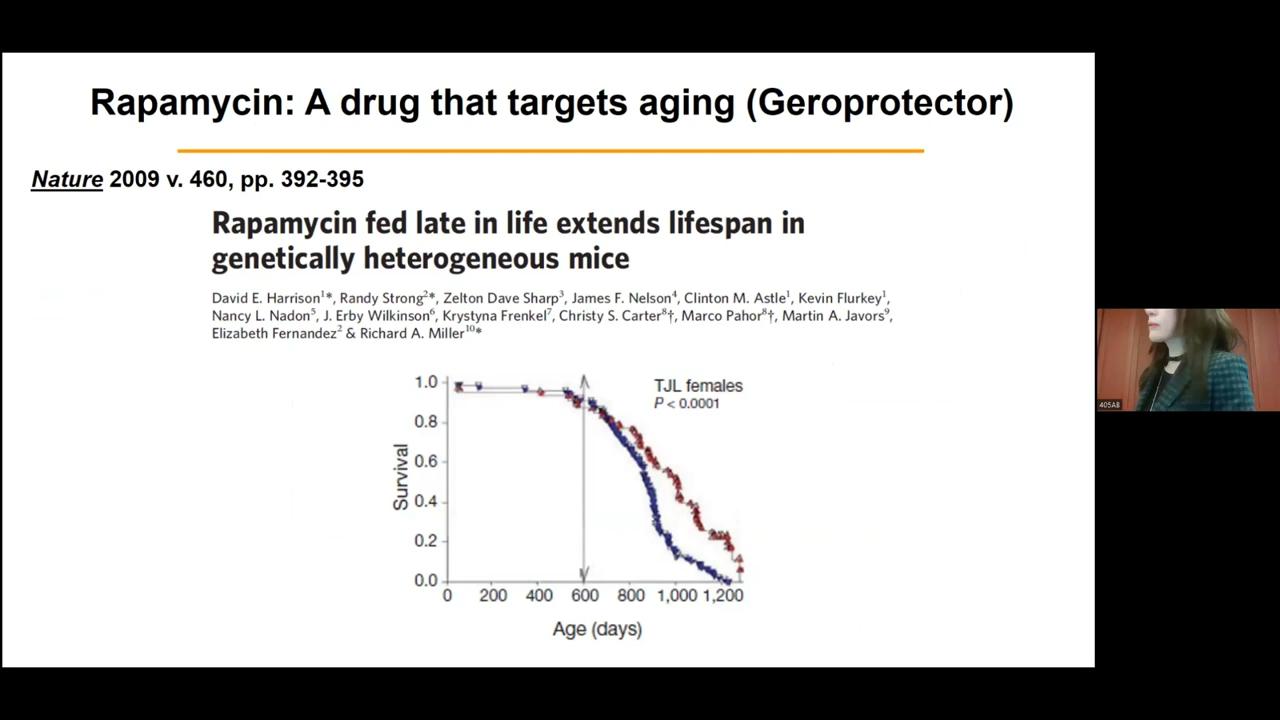 Rapamycin: A drug that targets aging (Geroprotector)
Nature 2009 v. 460, pp. 392-395
Rapamycin fed late in life extends lifespan in
genetically heterogeneous mice
David E. Harrison¹*, Randy Strong²*, Zelton Dave Sharp³, James F. Nelson⁴, Clinton M. Astle¹, Kevin Flurkey¹,
Nancy L. Nadon⁵, J. Erby Wilkinson⁶, Krystyna Frenkel⁷, Christy S. Carter⁸†, Marco Pahor⁸†, Martin A. Javors⁹,
Elizabeth Fernandez² & Richard A. Miller¹⁰*
TJL females
P < 0.0001
Survival
1.0
0.8
0.6
0.4
0.2
0.0
0 200 400 600 800 1,000 1,200
Age (days)
405AB